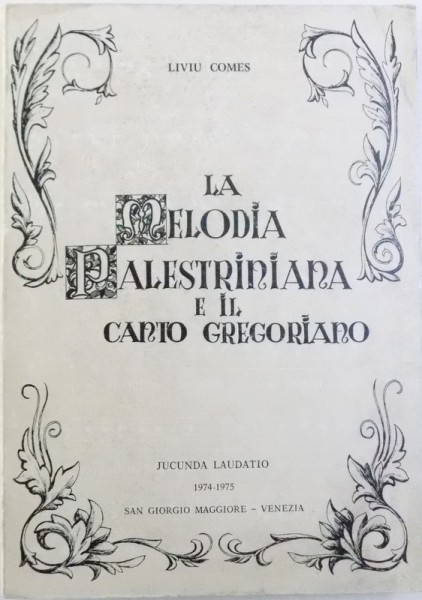 LIVIU COMES
LA
MELODIA
PALESTRINIANA
E IL
CANTO GREGORIANO
JUCUNDA LAUDATIO
1974-1975
SAN GIORGIO MAGGIORE - VENEZIA